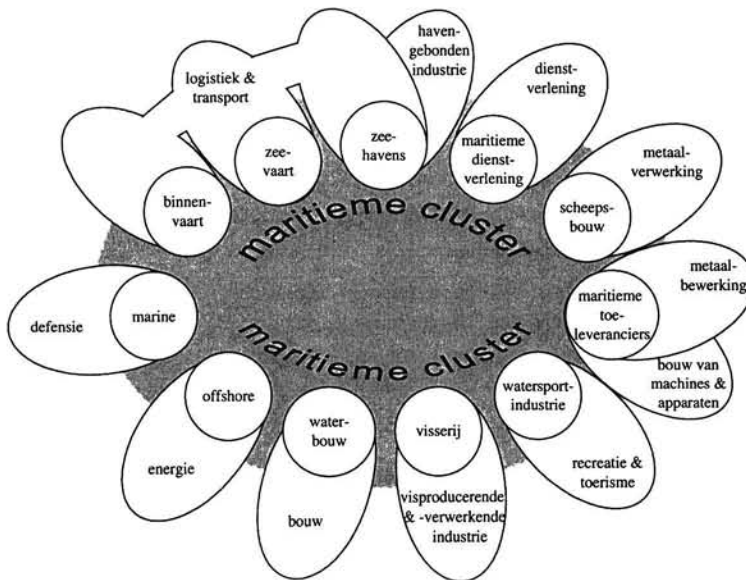 haven-
gebonden
industrie
logistiek &
transport
dienst-
verlening
zee-
havens
maritieme
dienst-
verlening
zee-
vaart
metaal-
verwerking
binnen-
vaart
scheeps-
bouw
maritieme cluster
metaal-
bewerking
defensie
marine
maritieme
toe-
leveranciers
maritieme cluster
bouw van
machines &
apparaten
offshore
watersport-
industrie
water-
bouw
visserij
energie
recreatie &
toerisme
bouw
visproducerende
& -verwerkende
industrie